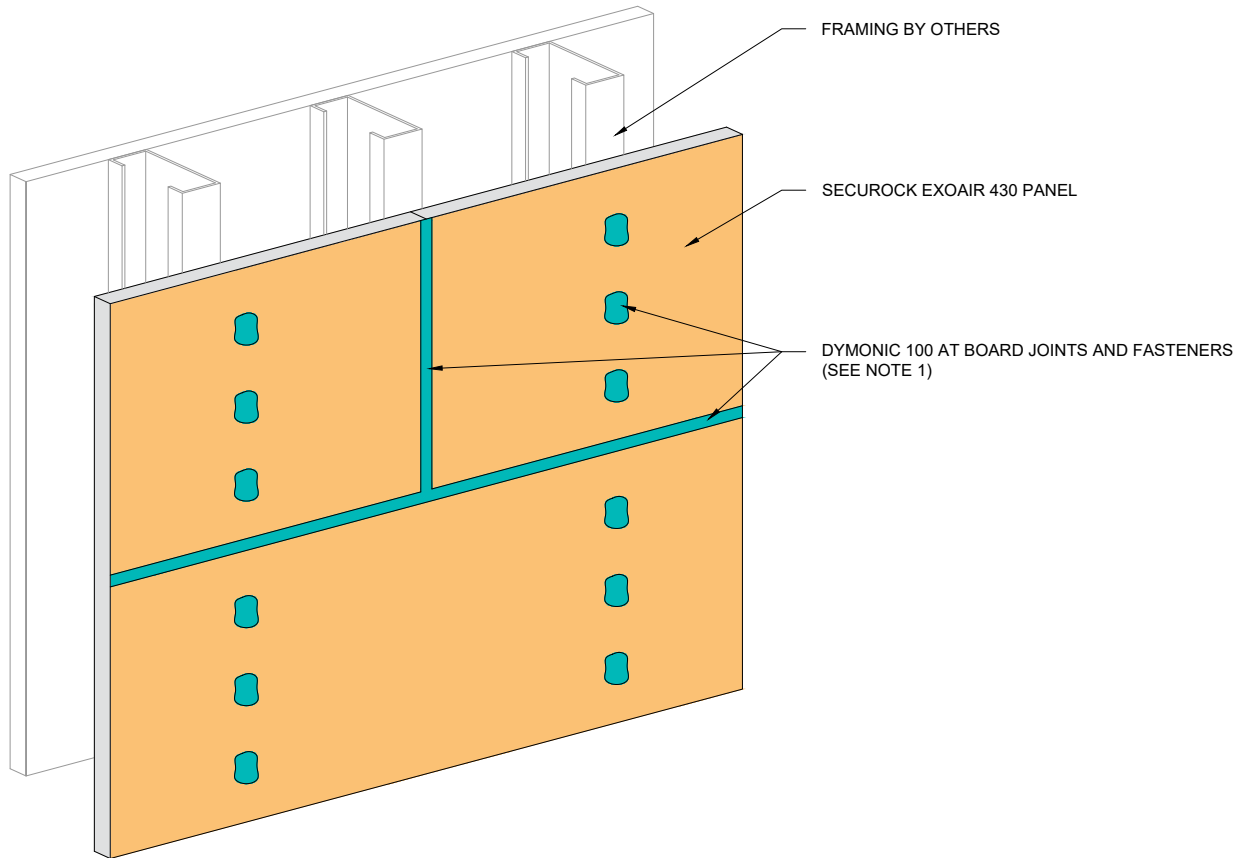 FRAMING BY OTHERS
SECUROCK EXOAIR 430 PANEL
DYMONIC 100 AT BOARD JOINTS AND FASTENERS
(SEE NOTE 1)